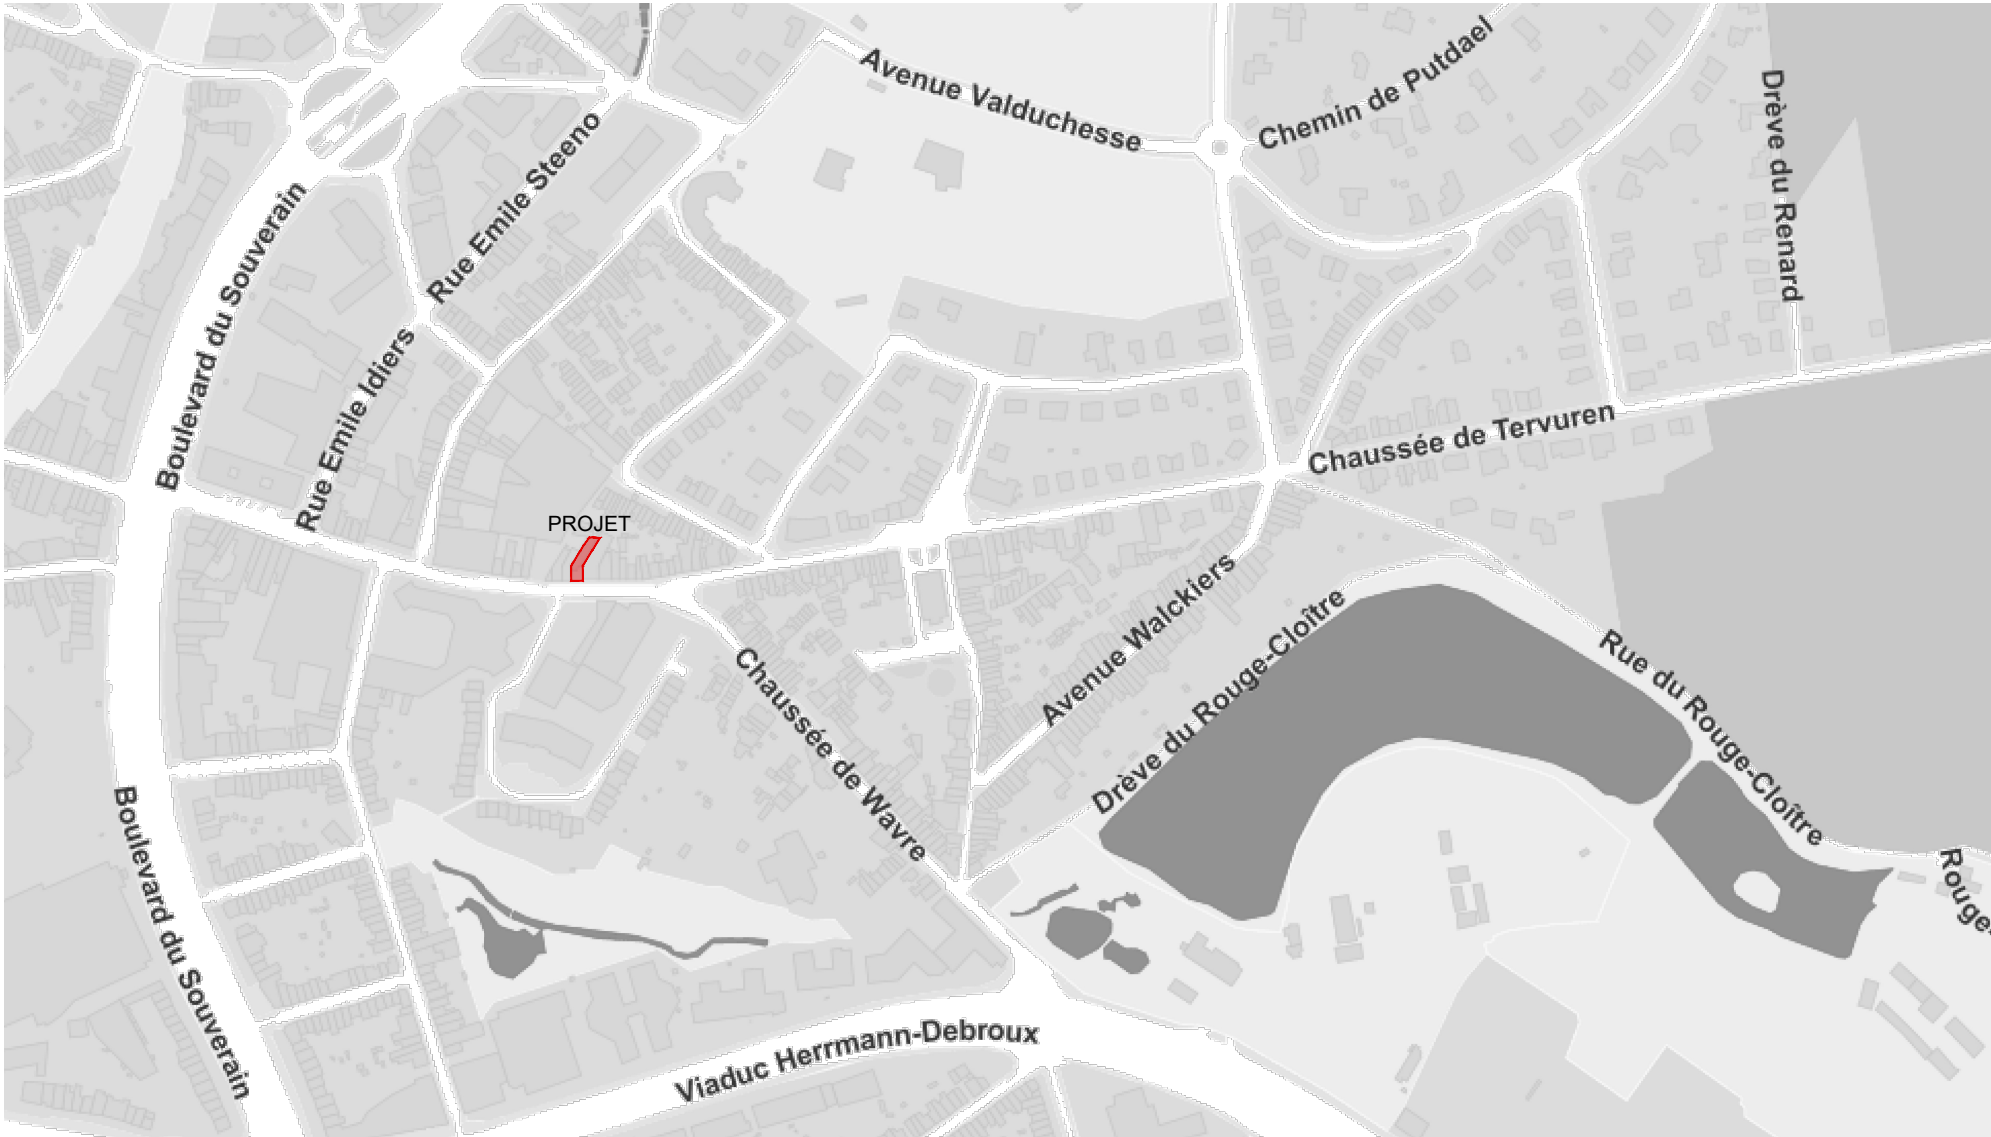 Avenue Valduchesse
Chemin de Putdael
Drève du Renard
Rue Emile Steeno
Boulevard du Souverain
Rue Emile Idiers
Chaussée de Tervuren
PROJET
Avenue Walckiers
Drève du Rouge-Cloître
Rue du Rouge-Cloître
Chaussée de Wavre
Boulevard du Souverain
Rouge-
Viaduc Herrmann-Debroux